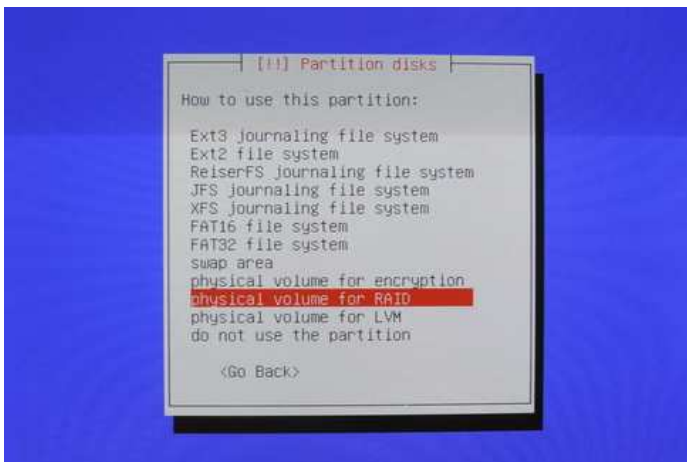 [!!] Partition disks
How to use this partition:
Ext3 journaling file system
Ext2 file system
ReiserFS journaling file system
JFS journaling file system
XFS journaling file system
FAT16 file system
FAT32 file system
swap area
physical volume for encryption
physical volume for RAID
physical volume for LVM
do not use the partition
<Go Back>